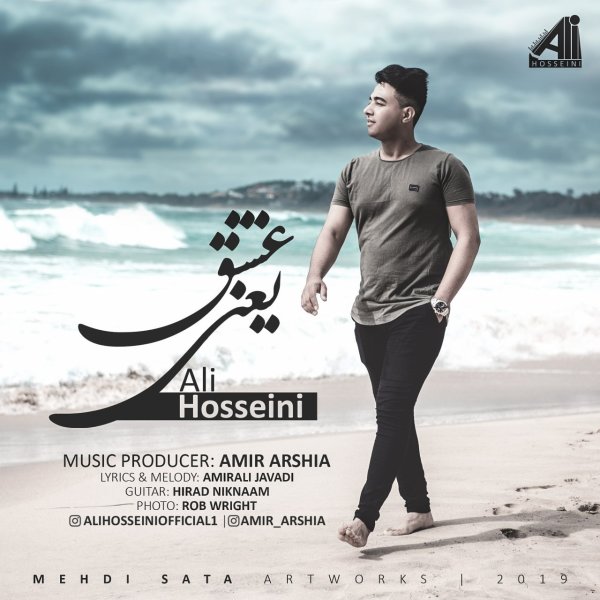 Ali
HOSSEINI
عشق
یعنی
Ali
Hosseini
MUSIC PRODUCER: AMIR ARSHIA
LYRICS & MELODY: AMIRALI JAVADI
GUITAR: HIRAD NIKNAAM
PHOTO: ROB WRIGHT
ALIHOSSEINIOFFICIAL1 | AMIR_ARSHIA
MEHDI SATA ARTWORKS | 2019